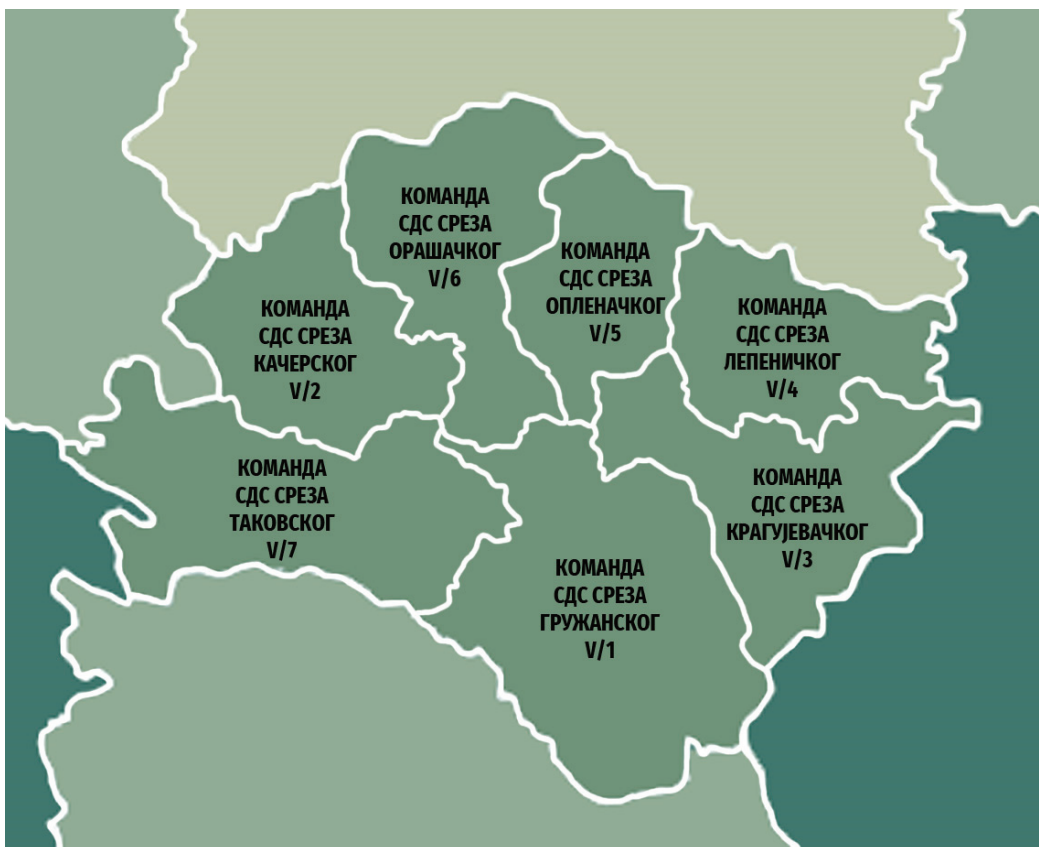 КОМАНДА
СДС СРЕЗА
ОРАШАЧКОГ
V/6
КОМАНДА
СДС СРЕЗА
ОПЛЕНАЧКОГ
V/5
КОМАНДА
СДС СРЕЗА
КАЧЕРСКОГ
V/2
КОМАНДА
СДС СРЕЗА
ЛЕПЕНИЧКОГ
V/4
КОМАНДА
СДС СРЕЗА
ТАКОВСКОГ
V/7
КОМАНДА
СДС СРЕЗА
КРАГУЈЕВАЧКОГ
V/3
КОМАНДА
СДС СРЕЗА
ГРУЖАНСКОГ
V/1